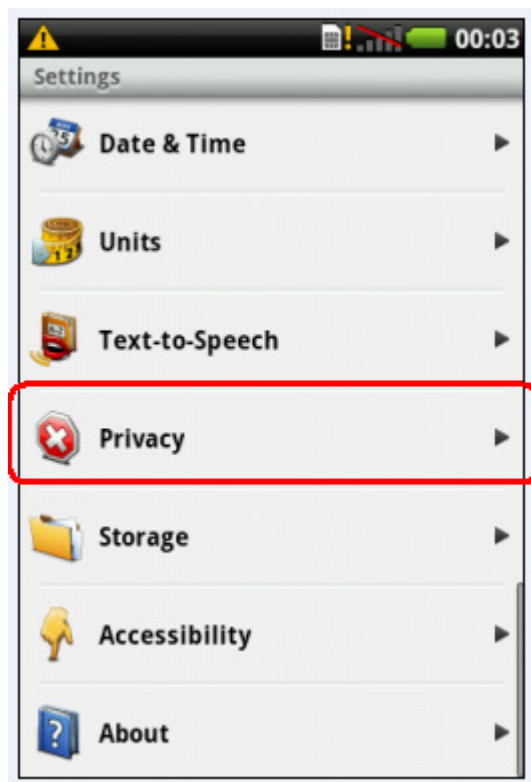 00:03
Settings
Date & Time
Units
Text-to-Speech
Privacy
Storage
Accessibility
About